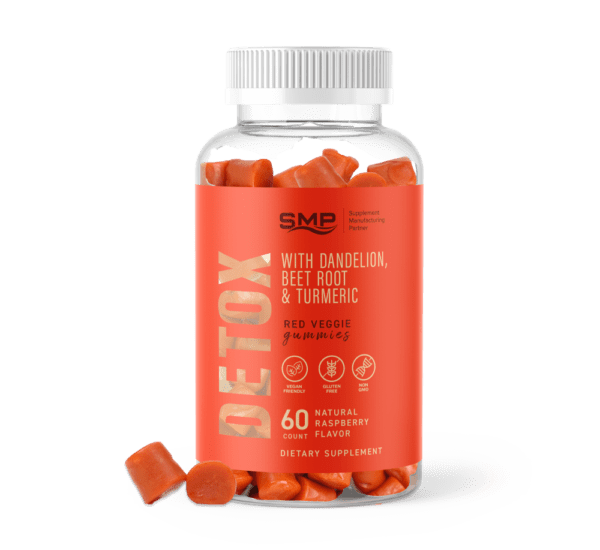 SMP
Supplement
Manufacturing
Partner
DETOX
WITH DANDELION,
BEET ROOT
& TURMERIC
RED VEGGIE
gummies
VEGAN
FRIENDLY
GLUTEN
FREE
NON
GMO
60
COUNT
NATURAL
RASPBERRY
FLAVOR
DIETARY SUPPLEMENT